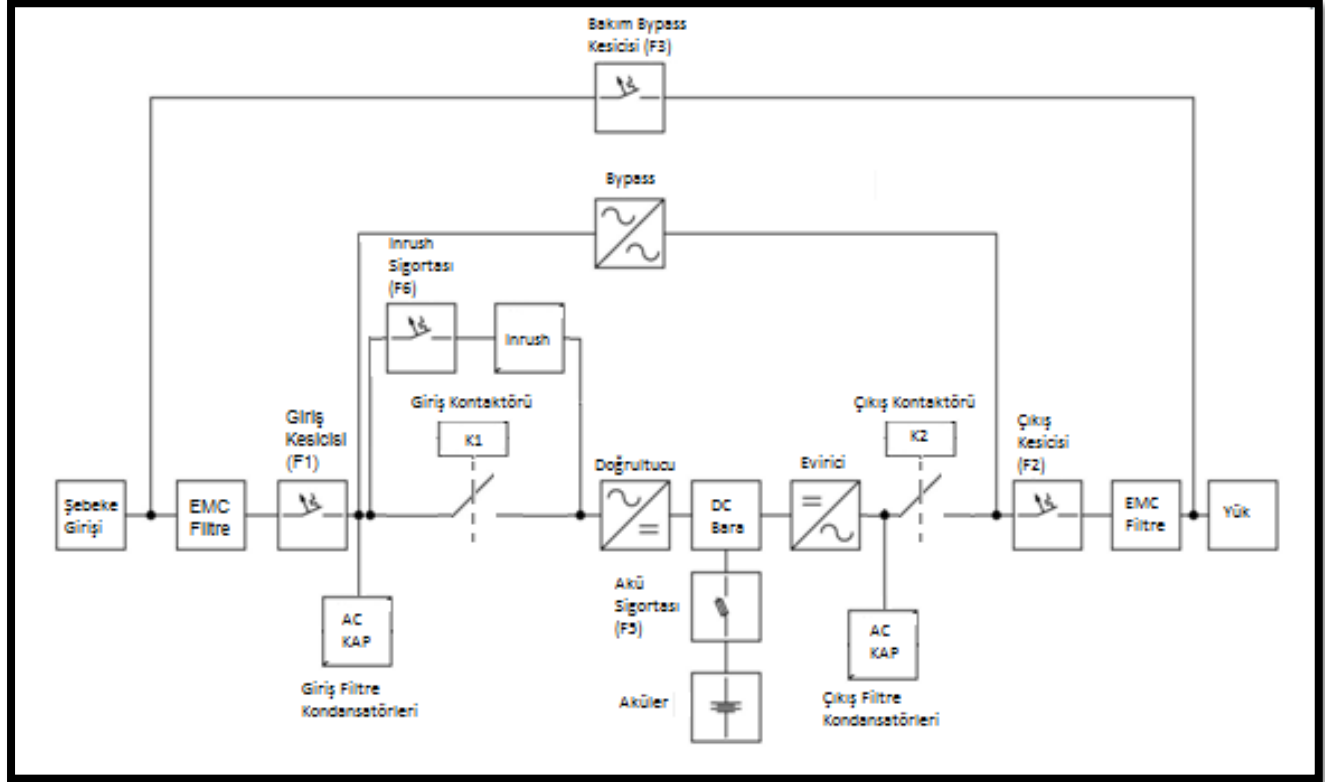 Bakım Bypass
Kesicisi (F3)
Bypass
Inrush
Sigortası
(F6)
Inrush
Giriş Kontaktörü
K1
Çıkış Kontaktörü
K2
Giriş
Kesicisi
(F1)
Çıkış
Kesicisi
(F2)
Doğrultucu
Evirici
Şebeke
Girişi
EMC
Filtre
DC
Bara
EMC
Filtre
Yük
Akü
Sigortası
(F5)
AC
KAP
AC
KAP
Giriş Filtre
Kondansatörleri
Aküler
Çıkış Filtre
Kondansatörleri